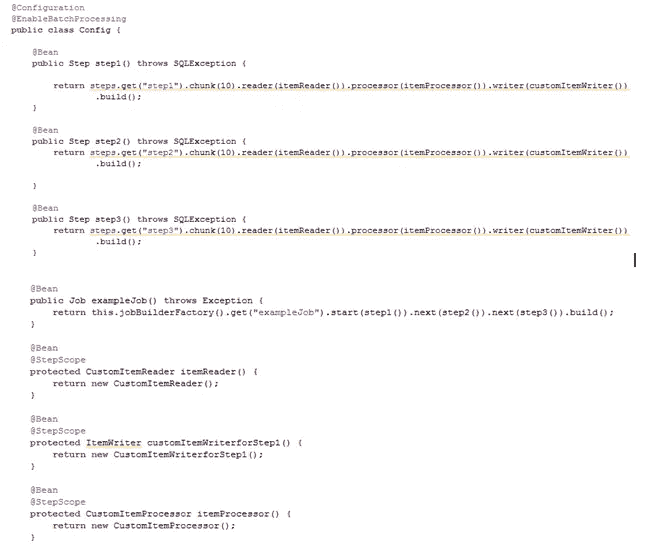 @Configuration
@EnableBatchProcessing
public class Config {
@Bean
public Step step1() throws SQLException {
return steps.get("step1").chunk(10).reader(itemReader()).processor(itemProcessor()).writer(customItemWriter())
.build();
}
@Bean
public Step step2() throws SQLException {
return steps.get("step2").chunk(10).reader(itemReader()).processor(itemProcessor()).writer(customItemWriter())
.build();
}
@Bean
public Step step3() throws SQLException {
return steps.get("step3").chunk(10).reader(itemReader()).processor(itemProcessor()).writer(customItemWriter())
.build();
}
@Bean
public Job exampleJob() throws Exception {
return this.jobBuilderFactory().get("exampleJob").start(step1()).next(step2()).next(step3()).build();
}
@Bean
@StepScope
protected CustomItemReader itemReader() {
return new CustomItemReader();
}
@Bean
@StepScope
protected ItemWriter customItemWriterforStep1() {
return new CustomItemWriterforStep1();
}
@Bean
@StepScope
protected CustomItemProcessor itemProcessor() {
return new CustomItemProcessor();
}